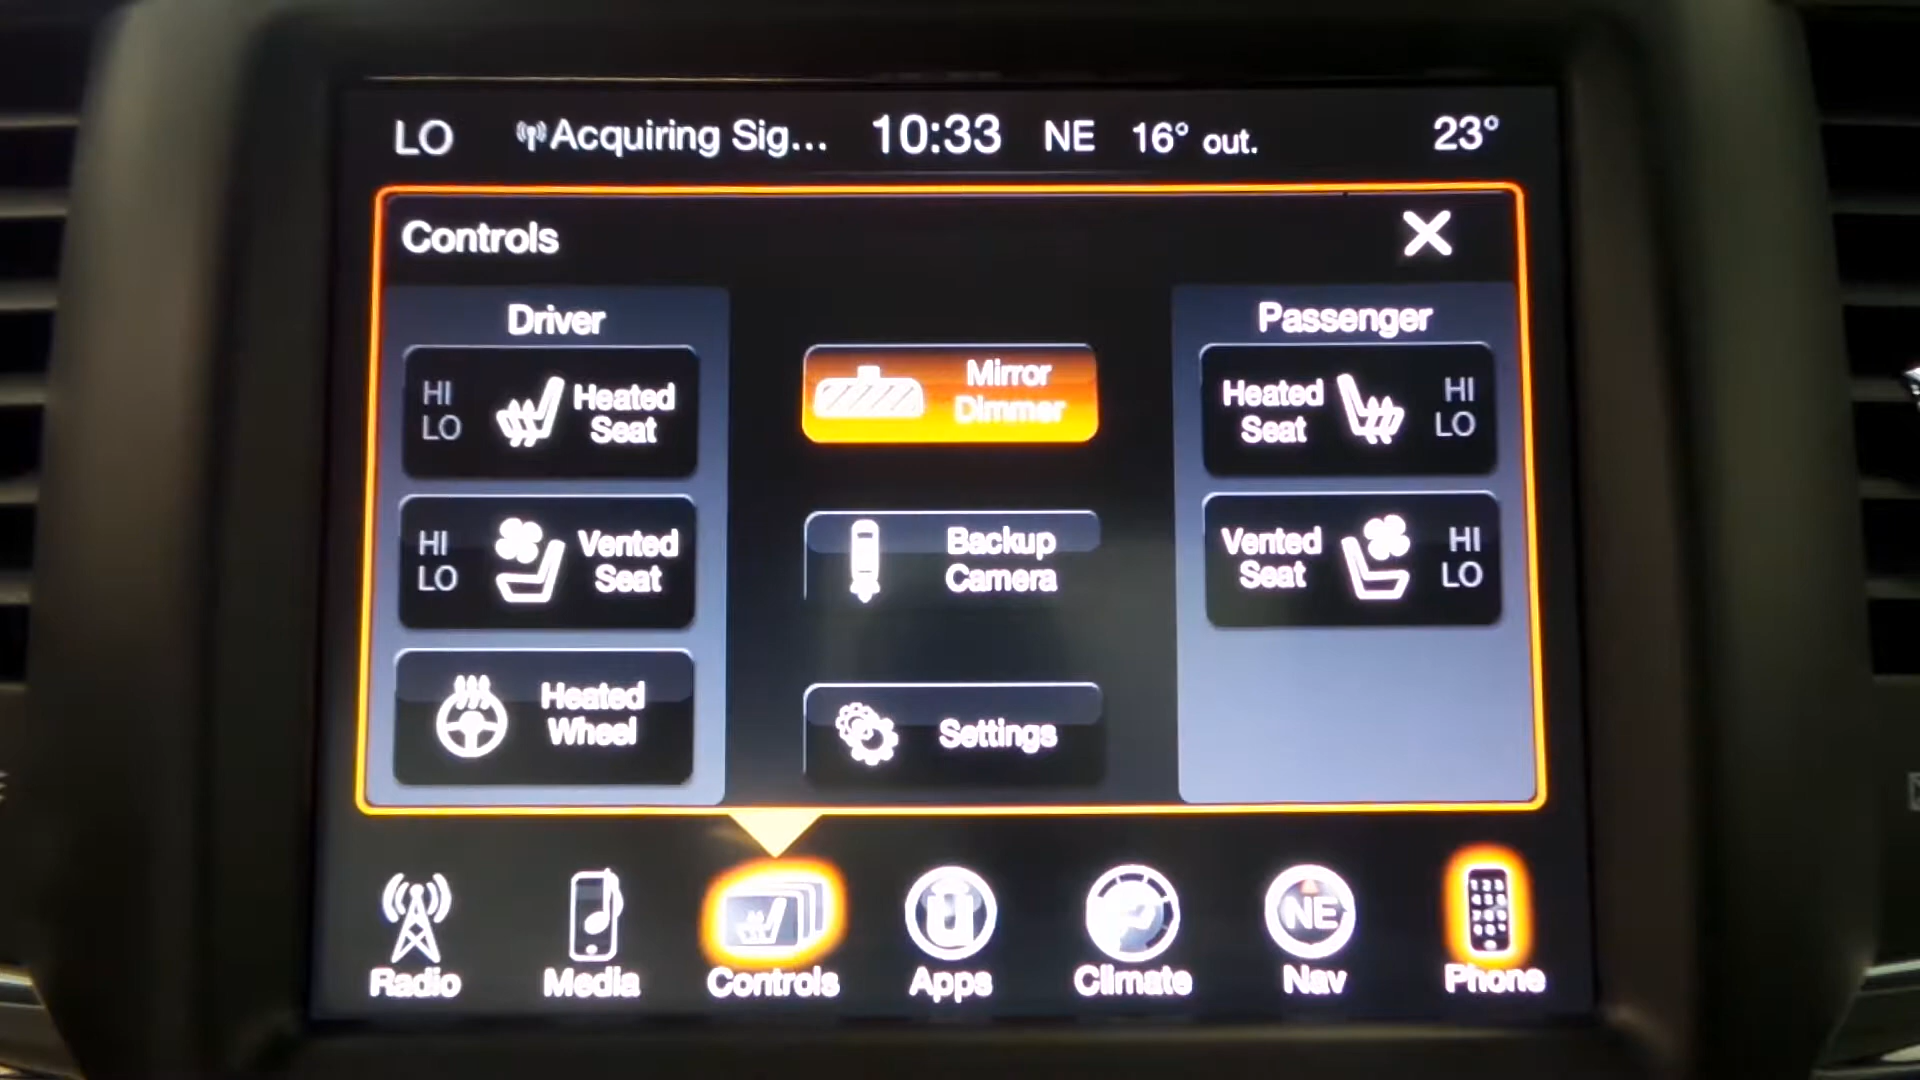 LO Acquiring Sig... 10:33 NE 16° out. 23°
Controls
Driver
HI
LO
Heated
Seat
HI
LO
Vented
Seat
Heated
Wheel
Mirror
Dimmer
Backup
Camera
Settings
Passenger
Heated
Seat
HI
LO
Vented
Seat
HI
LO
Radio
Media
Controls
Apps
Climate
NE
Nav
Phone